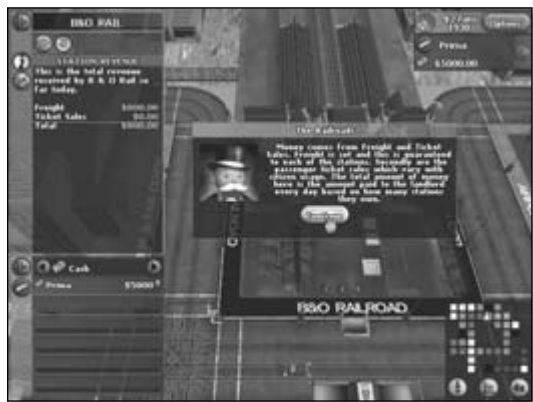 B&O RAIL
STATION REVENUE
This is the total revenue
received by B & O Rail so
far today.
Freight
Ticket Sales $0.00
Total
Options
1930
Prima
$5000.00
The Railroads
Money comes from Freight and Ticket
Sales. Freight is set and this is guaranteed
to each of the stations. Secondly are the
passenger ticket sales which vary with
citizen usage. The total amount of money
here is the amount paid to the landlord
every day based on how many stations
they own.
Cash
Prima $5000
B&O RAILROAD